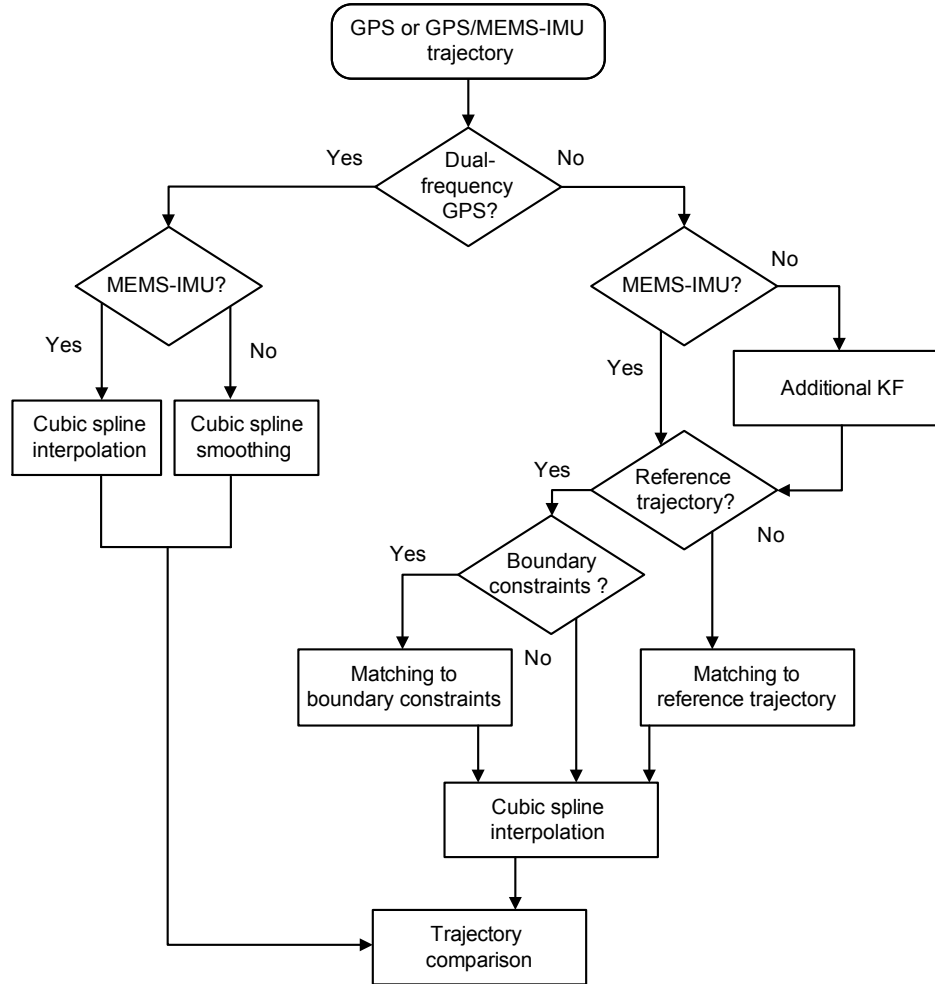 GPS or GPS/MEMS-IMU
trajectory
Yes
Dual-
frequency
GPS?
No
MEMS-IMU?
MEMS-IMU?
No
Yes
No
Yes
Cubic spline
interpolation
Cubic spline
smoothing
Additional KF
Yes
Reference
trajectory?
No
Yes
Boundary
constraints ?
No
Matching to
boundary constraints
Matching to
reference trajectory
Cubic spline
interpolation
Trajectory
comparison